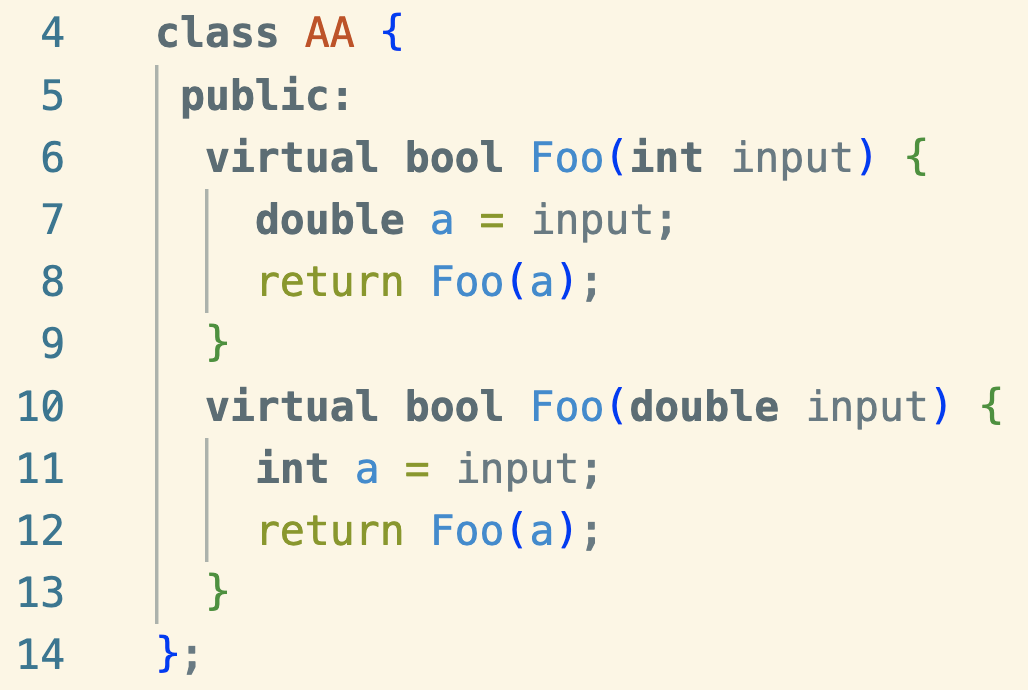 4 class AA {
5 public:
6 virtual bool Foo(int input) {
7 double a = input;
8 return Foo(a);
9 }
10 virtual bool Foo(double input) {
11 int a = input;
12 return Foo(a);
13 }
14 };